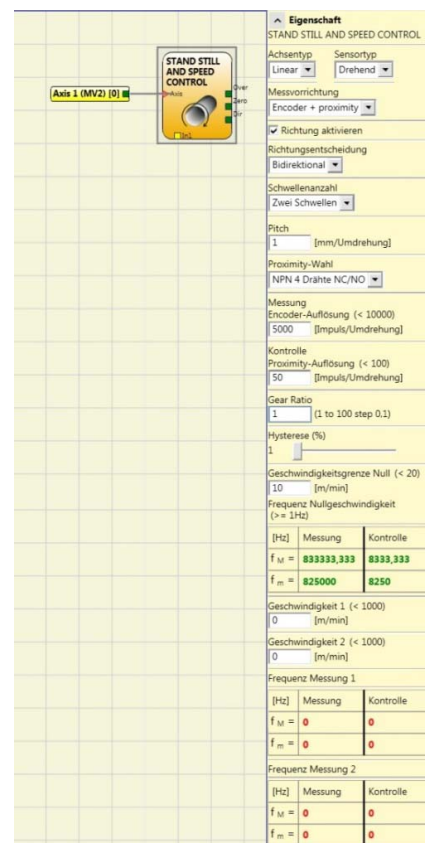 STAND STILL
AND SPEED
CONTROL
Axis 1 (MV2) [0]
Axis
Over
Zero
Dir
In1
Eigenschaft
STAND STILL AND SPEED CONTROL
Achsentyp Sensortyp
Linear Drehend
Messvorrichtung
Encoder + proximity
Richtung aktivieren
Richtungsentscheidung
Bidirektional
Schwellenanzahl
Zwei Schwellen
Pitch
1 [mm/Umdrehung]
Proximity-Wahl
NPN 4 Drähte NC/NO
Messung
Encoder-Auflösung (< 10000)
5000 [Impuls/Umdrehung]
Kontrolle
Proximity-Auflösung (< 100)
50 [Impuls/Umdrehung]
Gear Ratio
1 (1 to 100 step 0,1)
Hysterese (%)
1
Geschwindigkeitsgrenze Null (< 20)
10 [m/min]
Frequenz Nullgeschwindigkeit
(>= 1Hz)
[Hz] Messung Kontrolle
f M = 833333,333 8333,333
f m = 825000 8250
Geschwindigkeit 1 (< 1000)
0 [m/min]
Geschwindigkeit 2 (< 1000)
0 [m/min]
Frequenz Messung 1
[Hz] Messung Kontrolle
f M = 0 0
f m = 0 0
Frequenz Messung 2
[Hz] Messung Kontrolle
f M = 0 0
f m = 0 0